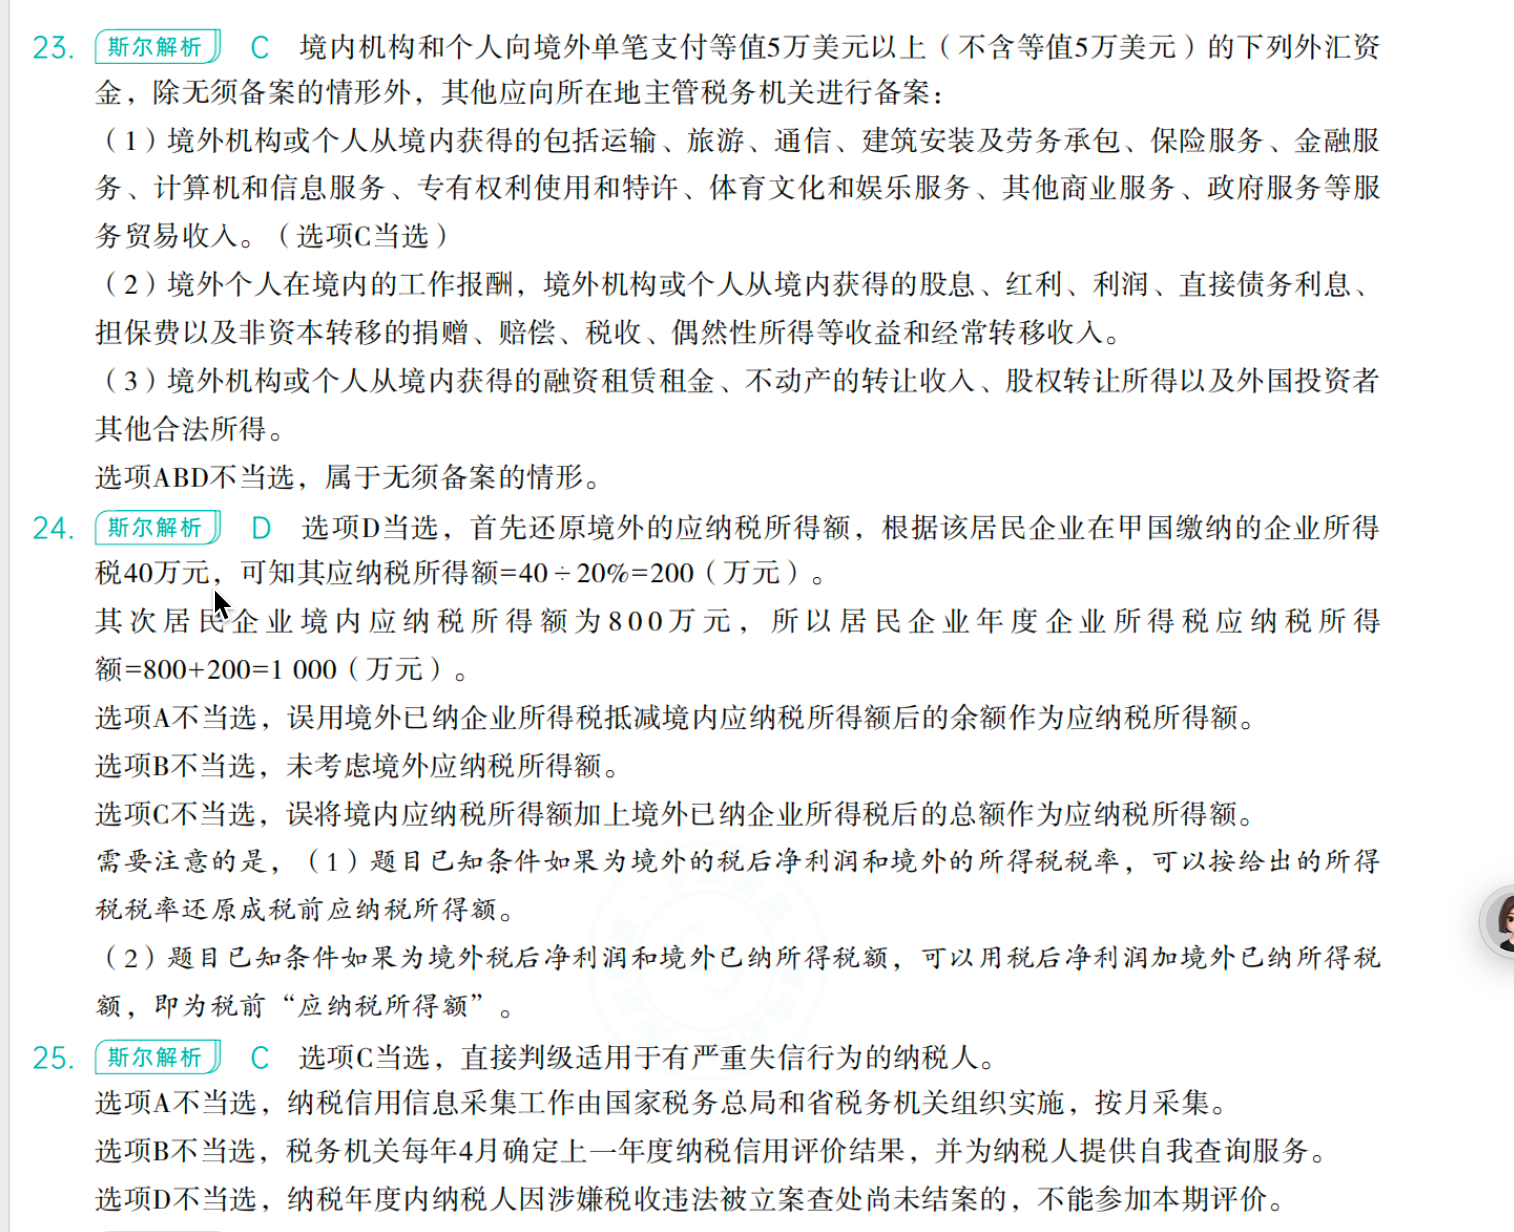 23. 斯尔解析 C 境内机构和个人向境外单笔支付等值5万美元以上（不含等值5万美元）的下列外汇资
金，除无须备案的情形外，其他应向所在地主管税务机关进行备案：
（1）境外机构或个人从境内获得的包括运输、旅游、通信、建筑安装及劳务承包、保险服务、金融服
务、计算机和信息服务、专有权利使用和特许、体育文化和娱乐服务、其他商业服务、政府服务等服
务贸易收入。（选项C当选）
（2）境外个人在境内的工作报酬，境外机构或个人从境内获得的股息、红利、利润、直接债务利息、
担保费以及非资本转移的捐赠、赔偿、税收、偶然性所得等收益和经常转移收入。
（3）境外机构或个人从境内获得的融资租赁租金、不动产的转让收入、股权转让所得以及外国投资者
其他合法所得。
选项ABD不当选，属于无须备案的情形。
24. 斯尔解析 D 选项D当选，首先还原境外的应纳税所得额，根据该居民企业在甲国缴纳的企业所得
税40万元，可知其应纳税所得额=40÷20%=200（万元）。
其次居民企业境内应纳税所得额为800万元，所以居民企业年度企业所得税应纳税所得
额=800+200=1 000（万元）。
选项A不当选，误用境外已纳企业所得税抵减境内应纳税所得额后的余额作为应纳税所得额。
选项B不当选，未考虑境外应纳税所得额。
选项C不当选，误将境内应纳税所得额加上境外已纳企业所得税后的总额作为应纳税所得额。
需要注意的是，（1）题目已知条件如果为境外的税后净利润和境外的所得税税率，可以按给出的所得
税税率还原成税前应纳税所得额。
（2）题目已知条件如果为境外税后净利润和境外已纳所得税额，可以用税后净利润加境外已纳所得税
额，即为税前“应纳税所得额”。
25. 斯尔解析 C 选项C当选，直接判级适用于有严重失信行为的纳税人。
选项A不当选，纳税信用信息采集工作由国家税务总局和省税务机关组织实施，按月采集。
选项B不当选，税务机关每年4月确定上一年度纳税信用评价结果，并为纳税人提供自我查询服务。
选项D不当选，纳税年度内纳税人因涉嫌税收违法被立案查处尚未结案的，不能参加本期评价。